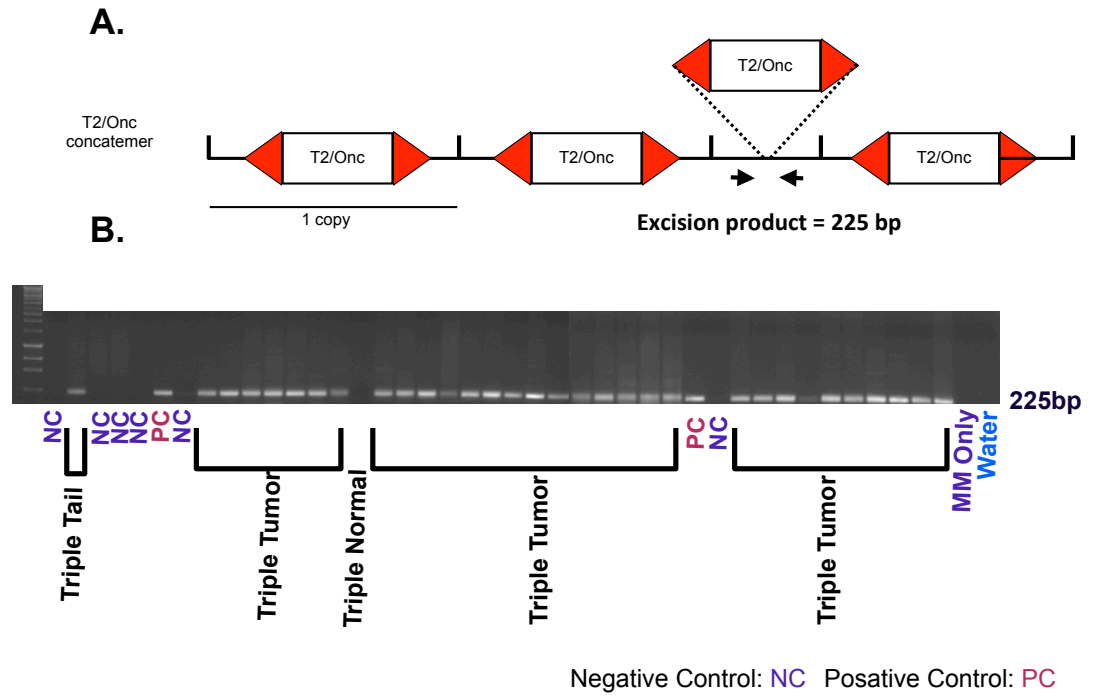 A.
T2/Onc
T2/Onc
concatemer
T2/Onc
T2/Onc
T2/Onc
1 copy
Excision product = 225 bp
B.
225bp
NC
Triple Tail
NC
NC
NC
PC
NC
Triple Tumor
Triple Normal
Triple Tumor
PC
NC
Triple Tumor
MM Only
Water
Negative Control: NC Posative Control: PC